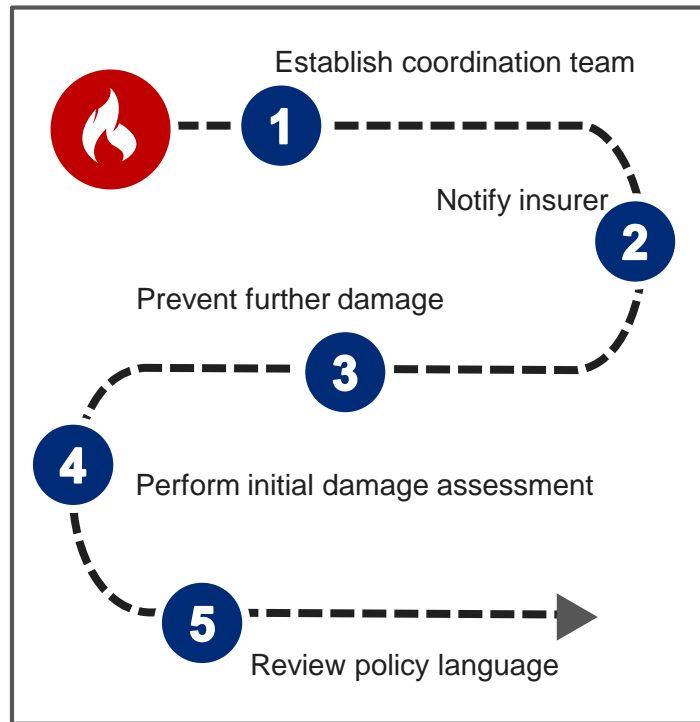 Establish coordination team
1
Notify insurer
2
Prevent further damage
3
4
Perform initial damage assessment
5
Review policy language